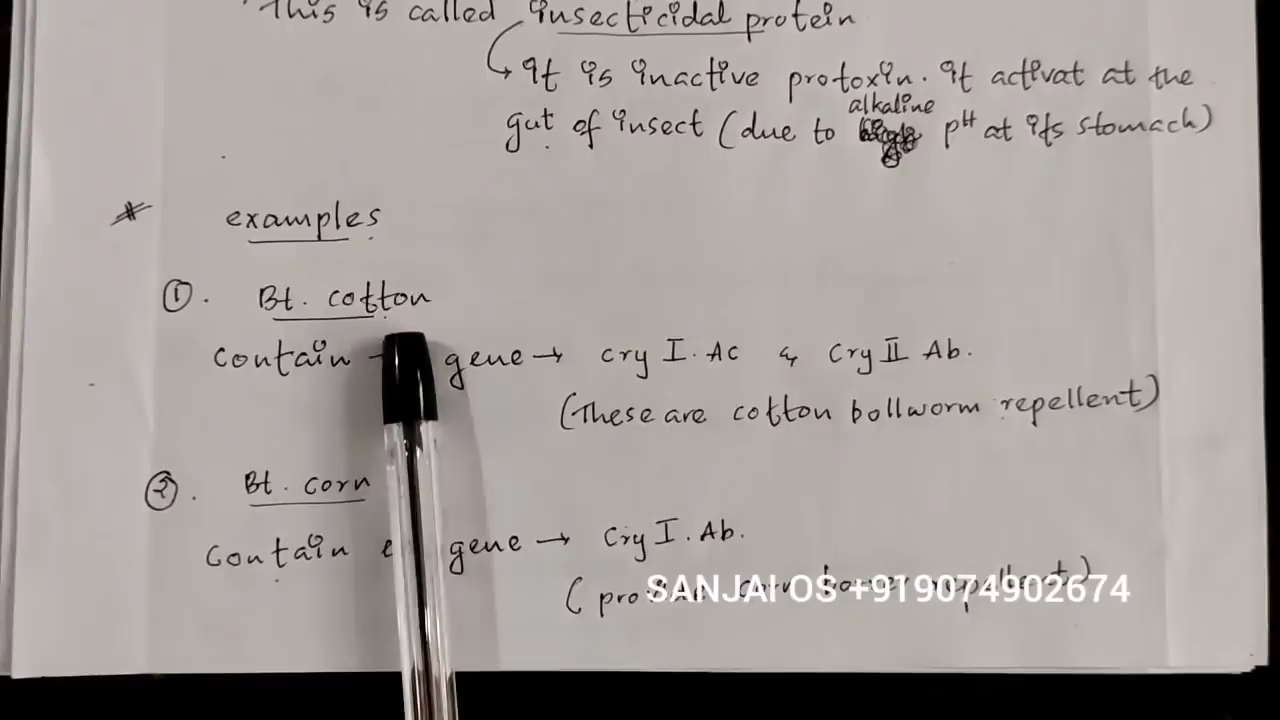 This is called insecticidal protein
↳ It is inactive protoxin. It activat at the
alkaline
gut of insect (due to pH at its stomach)
* examples
①. Bt. cotton
Contain gene → cry I. Ac & Cry II Ab.
(These are cotton bollworm repellent)
②. Bt. corn
Contain gene → Cry I. Ab.
( repellent)
SANJAI OS +919074902674